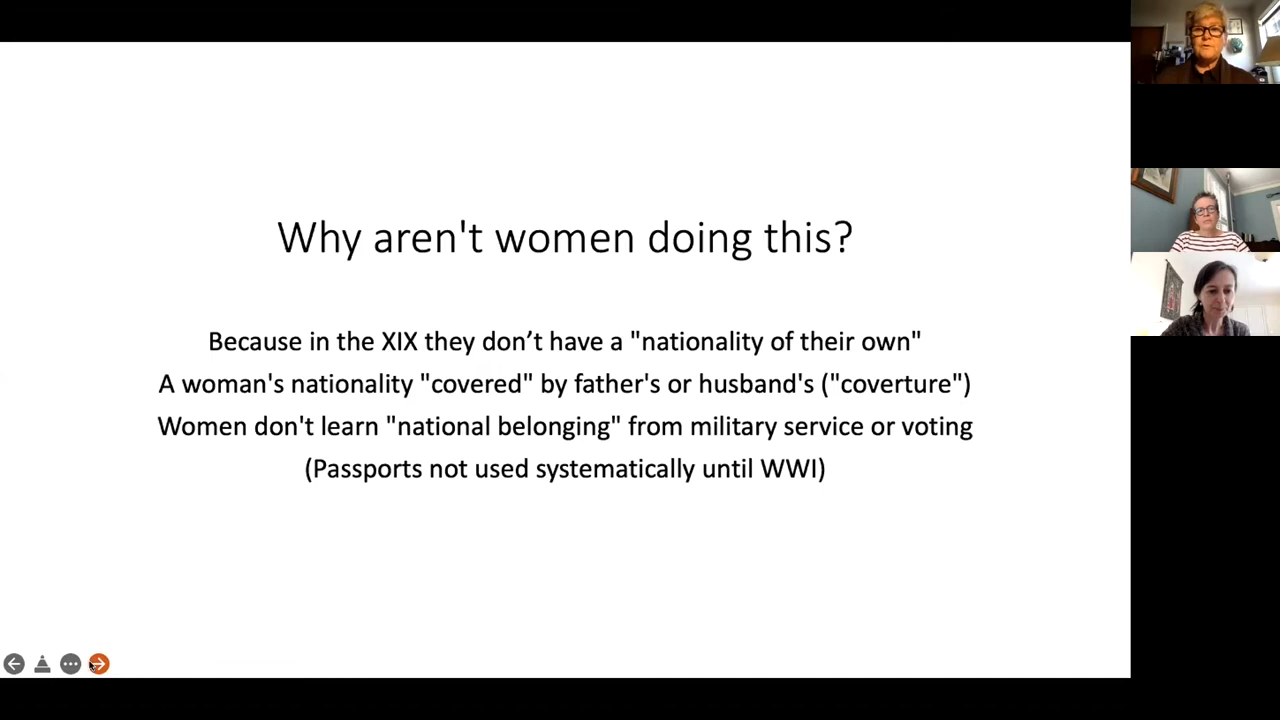 Why aren't women doing this?
Because in the XIX they don’t have a "nationality of their own"
A woman's nationality "covered" by father's or husband's ("coverture")
Women don't learn "national belonging" from military service or voting
(Passports not used systematically until WWI)